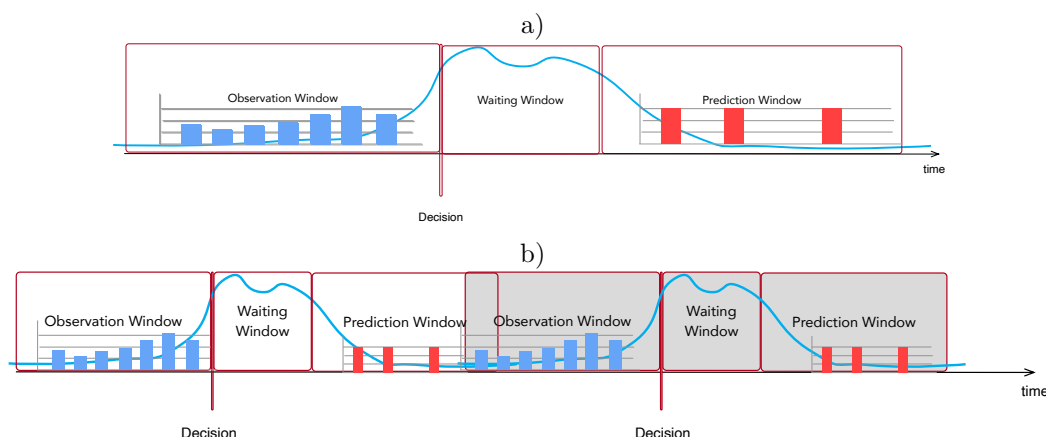 a)
Observation Window
Waiting Window
Prediction Window
time
Decision
b)
Observation Window
Waiting
Window
Prediction Window
Observation Window
Waiting
Window
Prediction Window
time
Decision
Decision